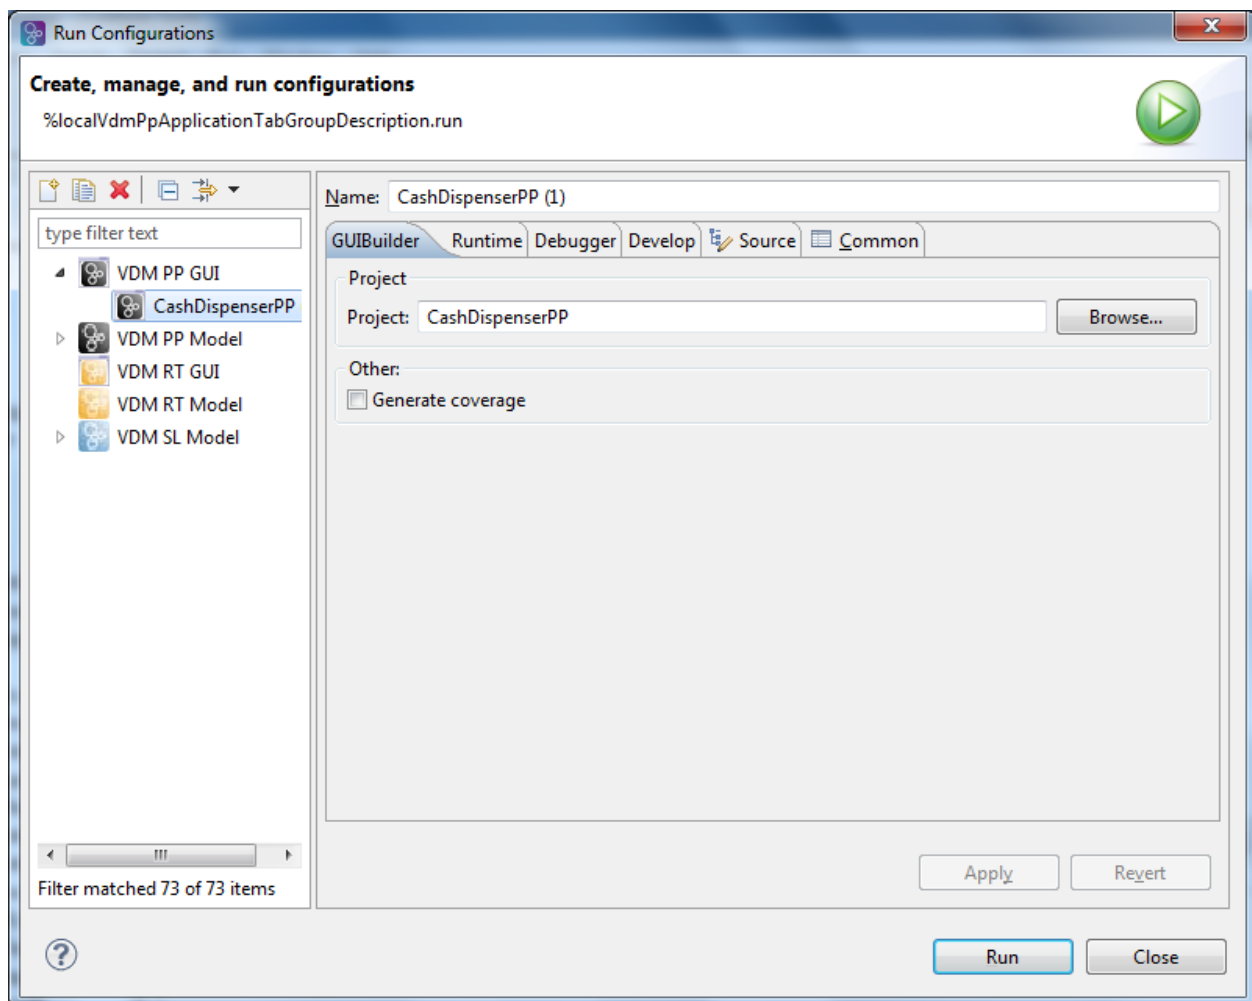 Run Configurations
x
Create, manage, and run configurations
%localVdmPpApplicationTabGroupDescription.run
Name: CashDispenserPP (1)
type filter text
GUIBuilder Runtime Debugger Develop Source Common
VDM PP GUI
CashDispenserPP
VDM PP Model
VDM RT GUI
VDM RT Model
VDM SL Model
Project
Project: CashDispenserPP Browse...
Other:
Generate coverage
Filter matched 73 of 73 items
Apply Revert
?
Run Close